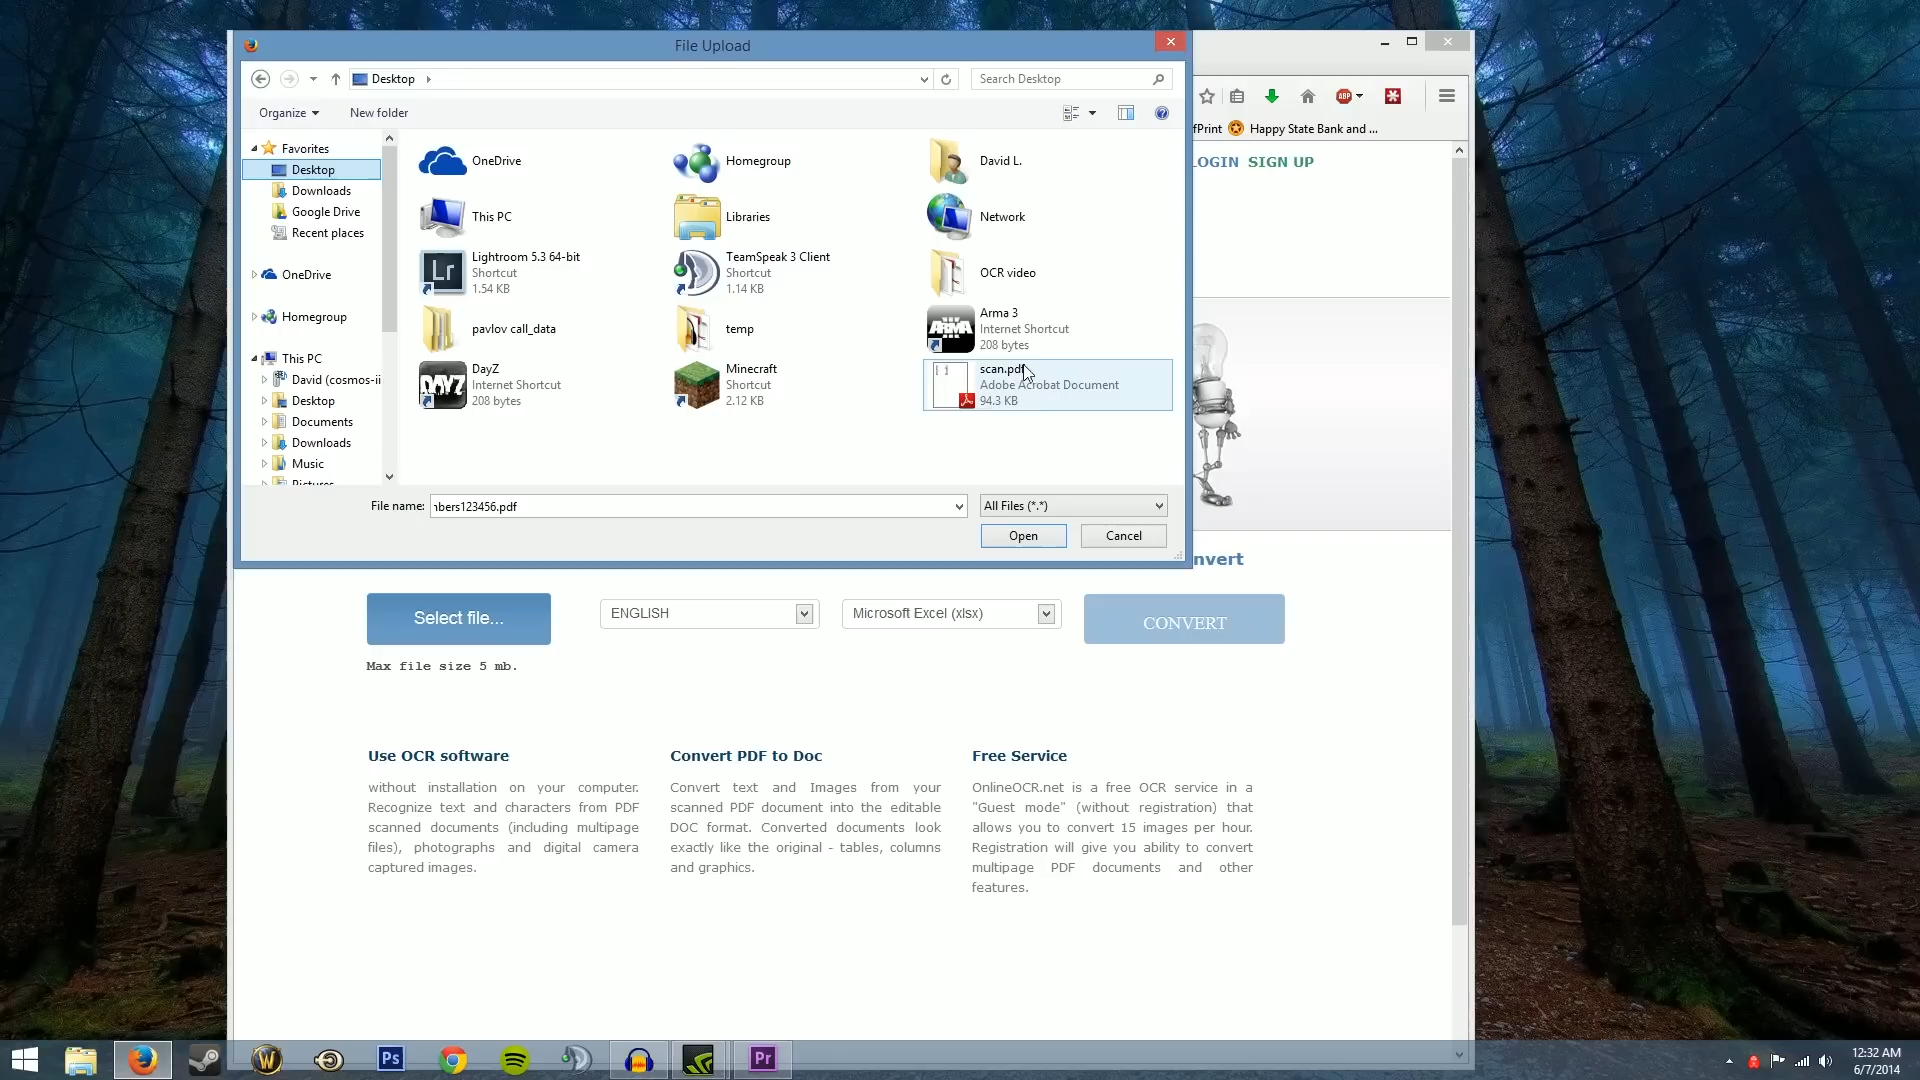 File Upload
Desktop
Search Desktop
Organize
New folder
Favorites
Desktop
Downloads
Google Drive
Recent places
OneDrive
Homegroup
This PC
David (cosmos-ii
Desktop
Documents
Downloads
Music
Pictures
OneDrive
Homegroup
David L.
This PC
Libraries
Network
Lightroom 5.3 64-bit
Shortcut
1.54 KB
TeamSpeak 3 Client
Shortcut
1.14 KB
OCR video
pavlov call_data
temp
Arma 3
Internet Shortcut
208 bytes
DayZ
Internet Shortcut
208 bytes
Minecraft
Shortcut
2.12 KB
scan.pdf
Adobe Acrobat Document
94.3 KB
File name:
nbers123456.pdf
All Files (*.*)
Open
Cancel
ABP
fPrint
Happy State Bank and ...
LOGIN SIGN UP
nvert
Select file...
ENGLISH
Microsoft Excel (xlsx)
CONVERT
Max file size 5 mb.
Use OCR software
without installation on your computer.
Recognize text and characters from PDF
scanned documents (including multipage
files), photographs and digital camera
captured images.
Convert PDF to Doc
Convert text and Images from your
scanned PDF document into the editable
DOC format. Converted documents look
exactly like the original - tables, columns
and graphics.
Free Service
OnlineOCR.net is a free OCR service in a
"Guest mode" (without registration) that
allows you to convert 15 images per hour.
Registration will give you ability to convert
multipage PDF documents and other
features.
Lr
ARMA
III
DAYZ
W
Ps
Pr
12:32 AM
6/7/2014